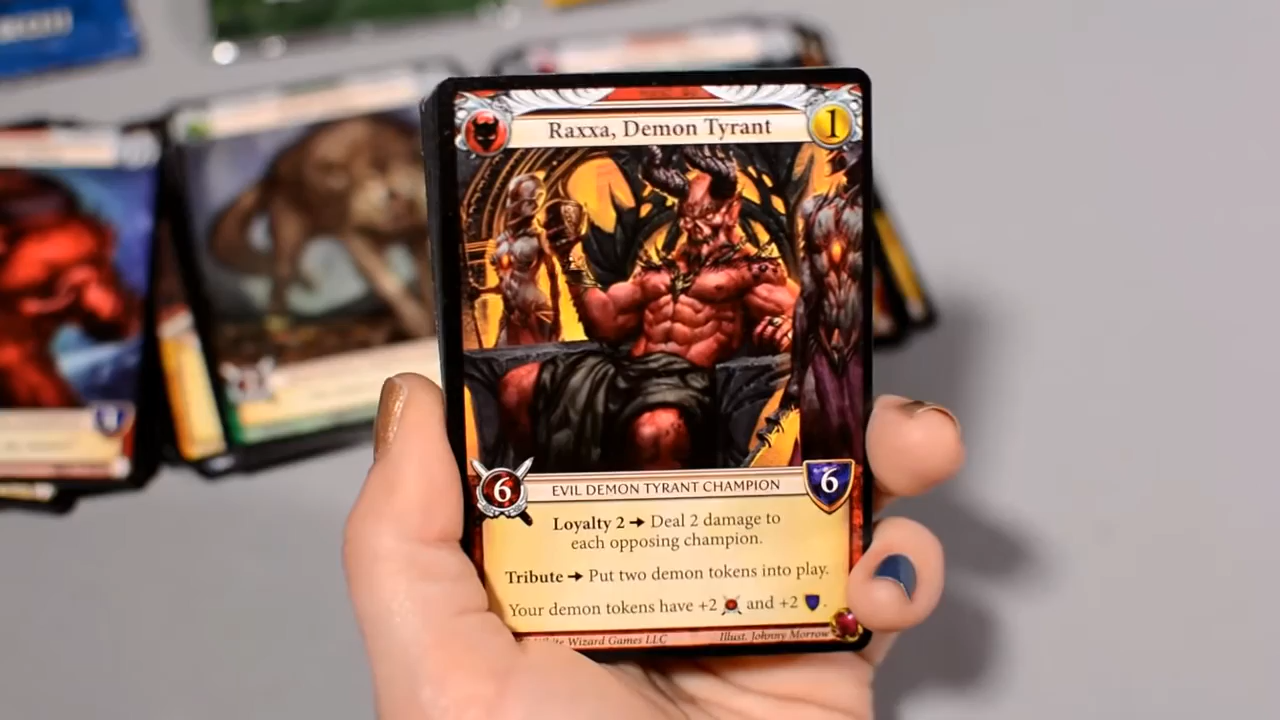 Raxxa, Demon Tyrant
1
6
EVIL DEMON TYRANT CHAMPION
6
Loyalty 2 ➔ Deal 2 damage to
each opposing champion.
Tribute ➔ Put two demon tokens into play.
Your demon tokens have +2 and +2 .
White Wizard Games LLC
Illust. Johnny Morrow